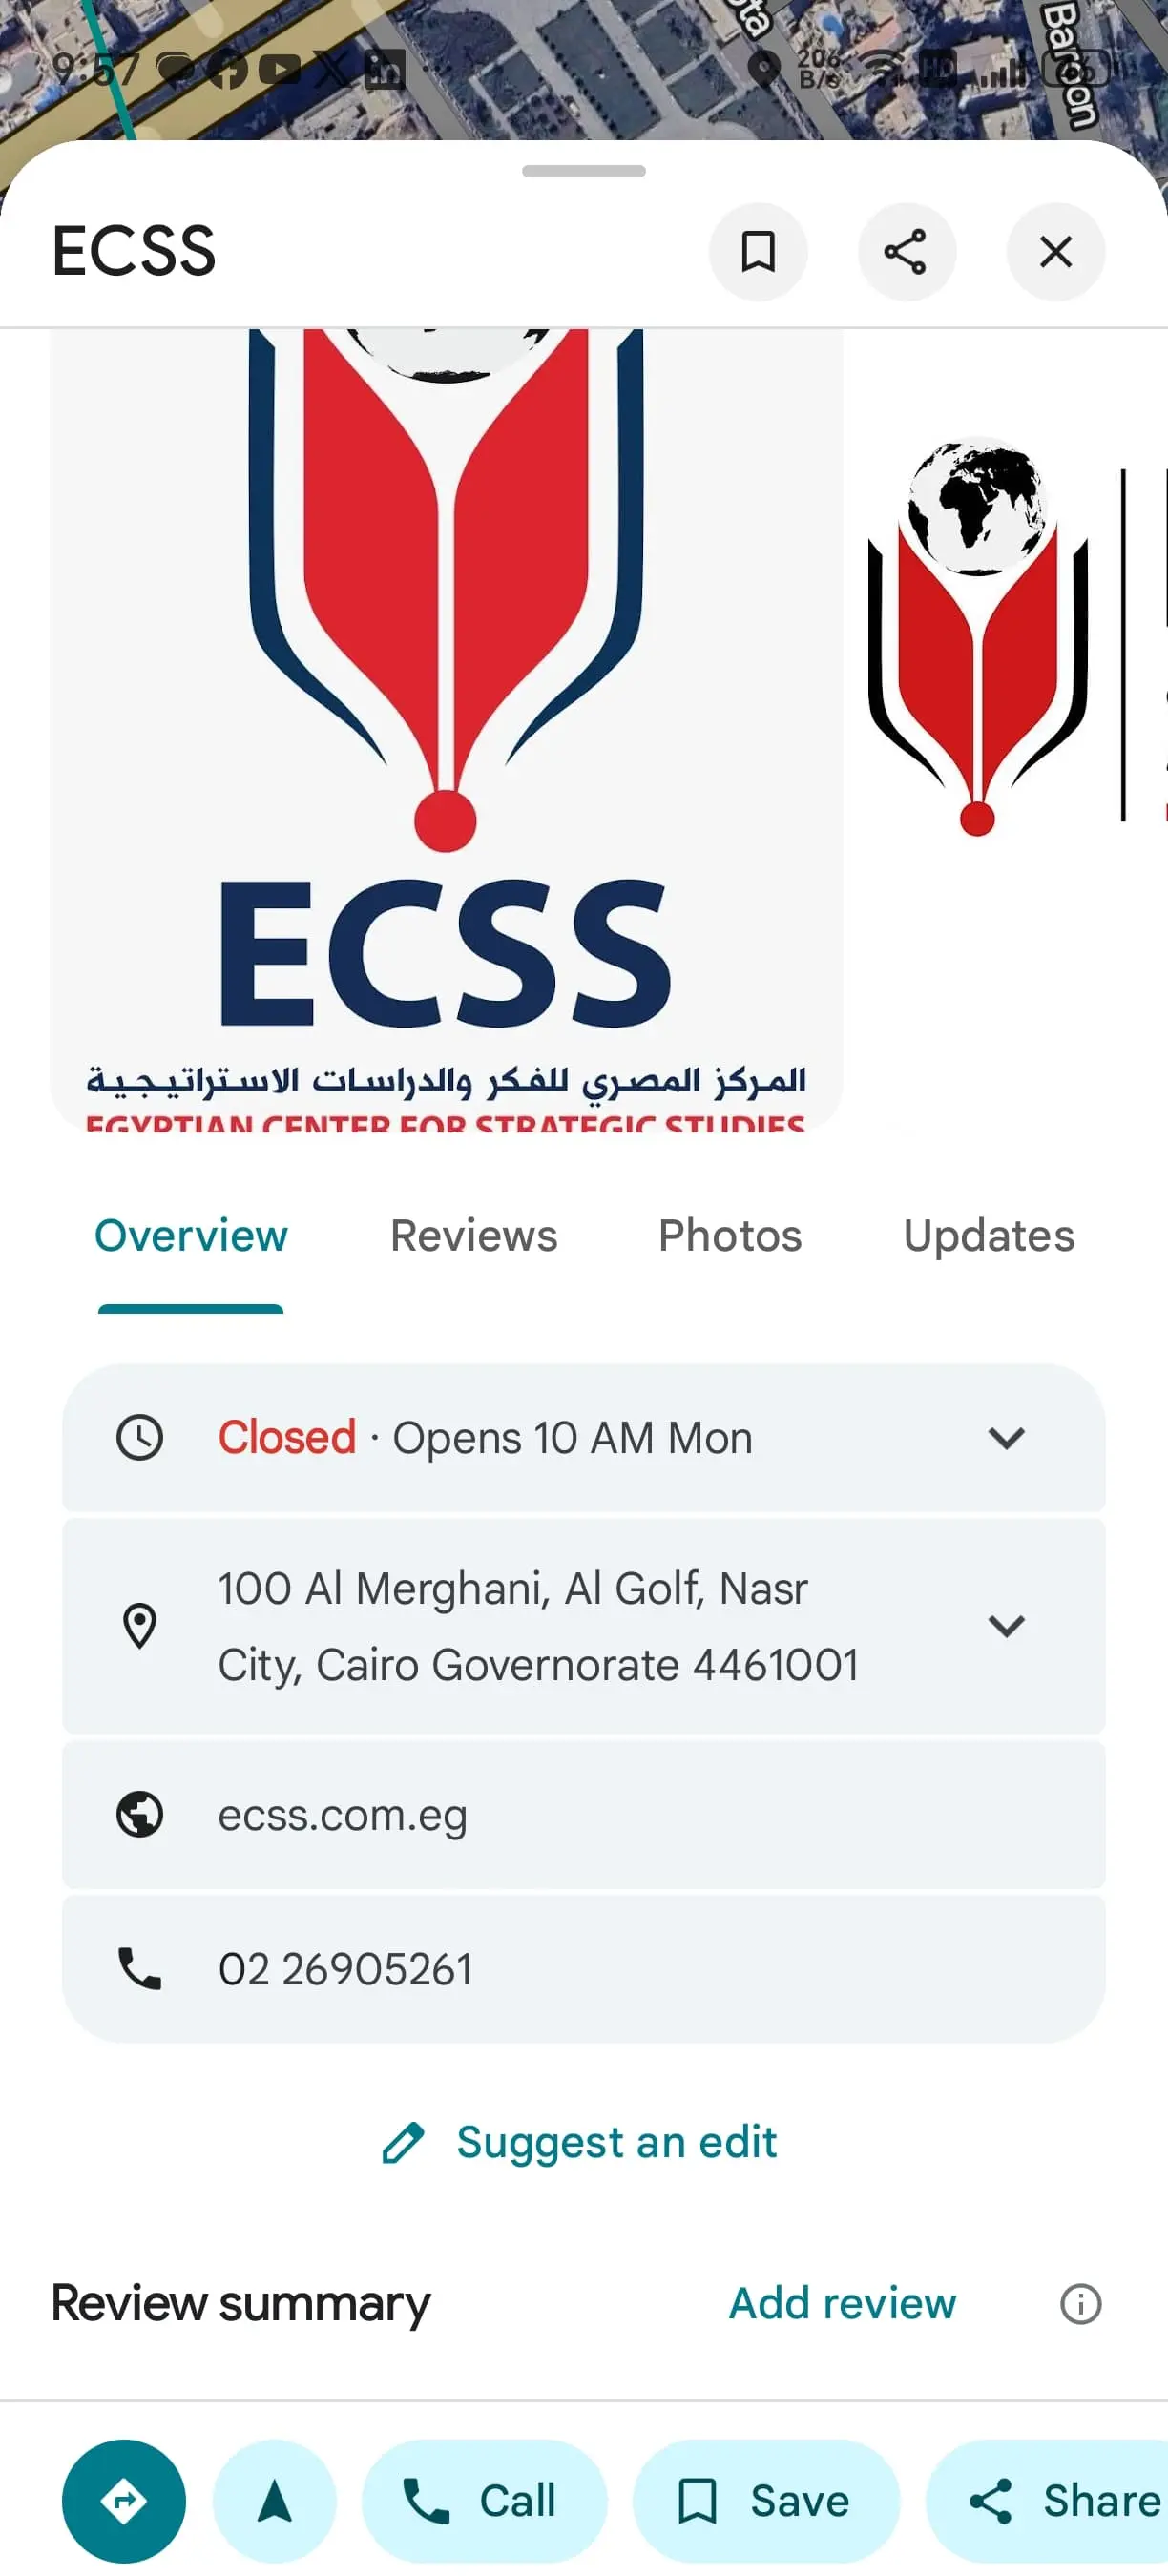 9:57
206
B/s
HD
Baron
ECSS
ECSS
المركز المصري للفكر والدراسات الاستراتيجية
EGYPTIAN CENTER FOR STRATEGIC STUDIES
Overview
Reviews
Photos
Updates
Closed · Opens 10 AM Mon
100 Al Merghani, Al Golf, Nasr
City, Cairo Governorate 4461001
ecss.com.eg
02 26905261
Suggest an edit
Review summary
Add review
Call
Save
Share